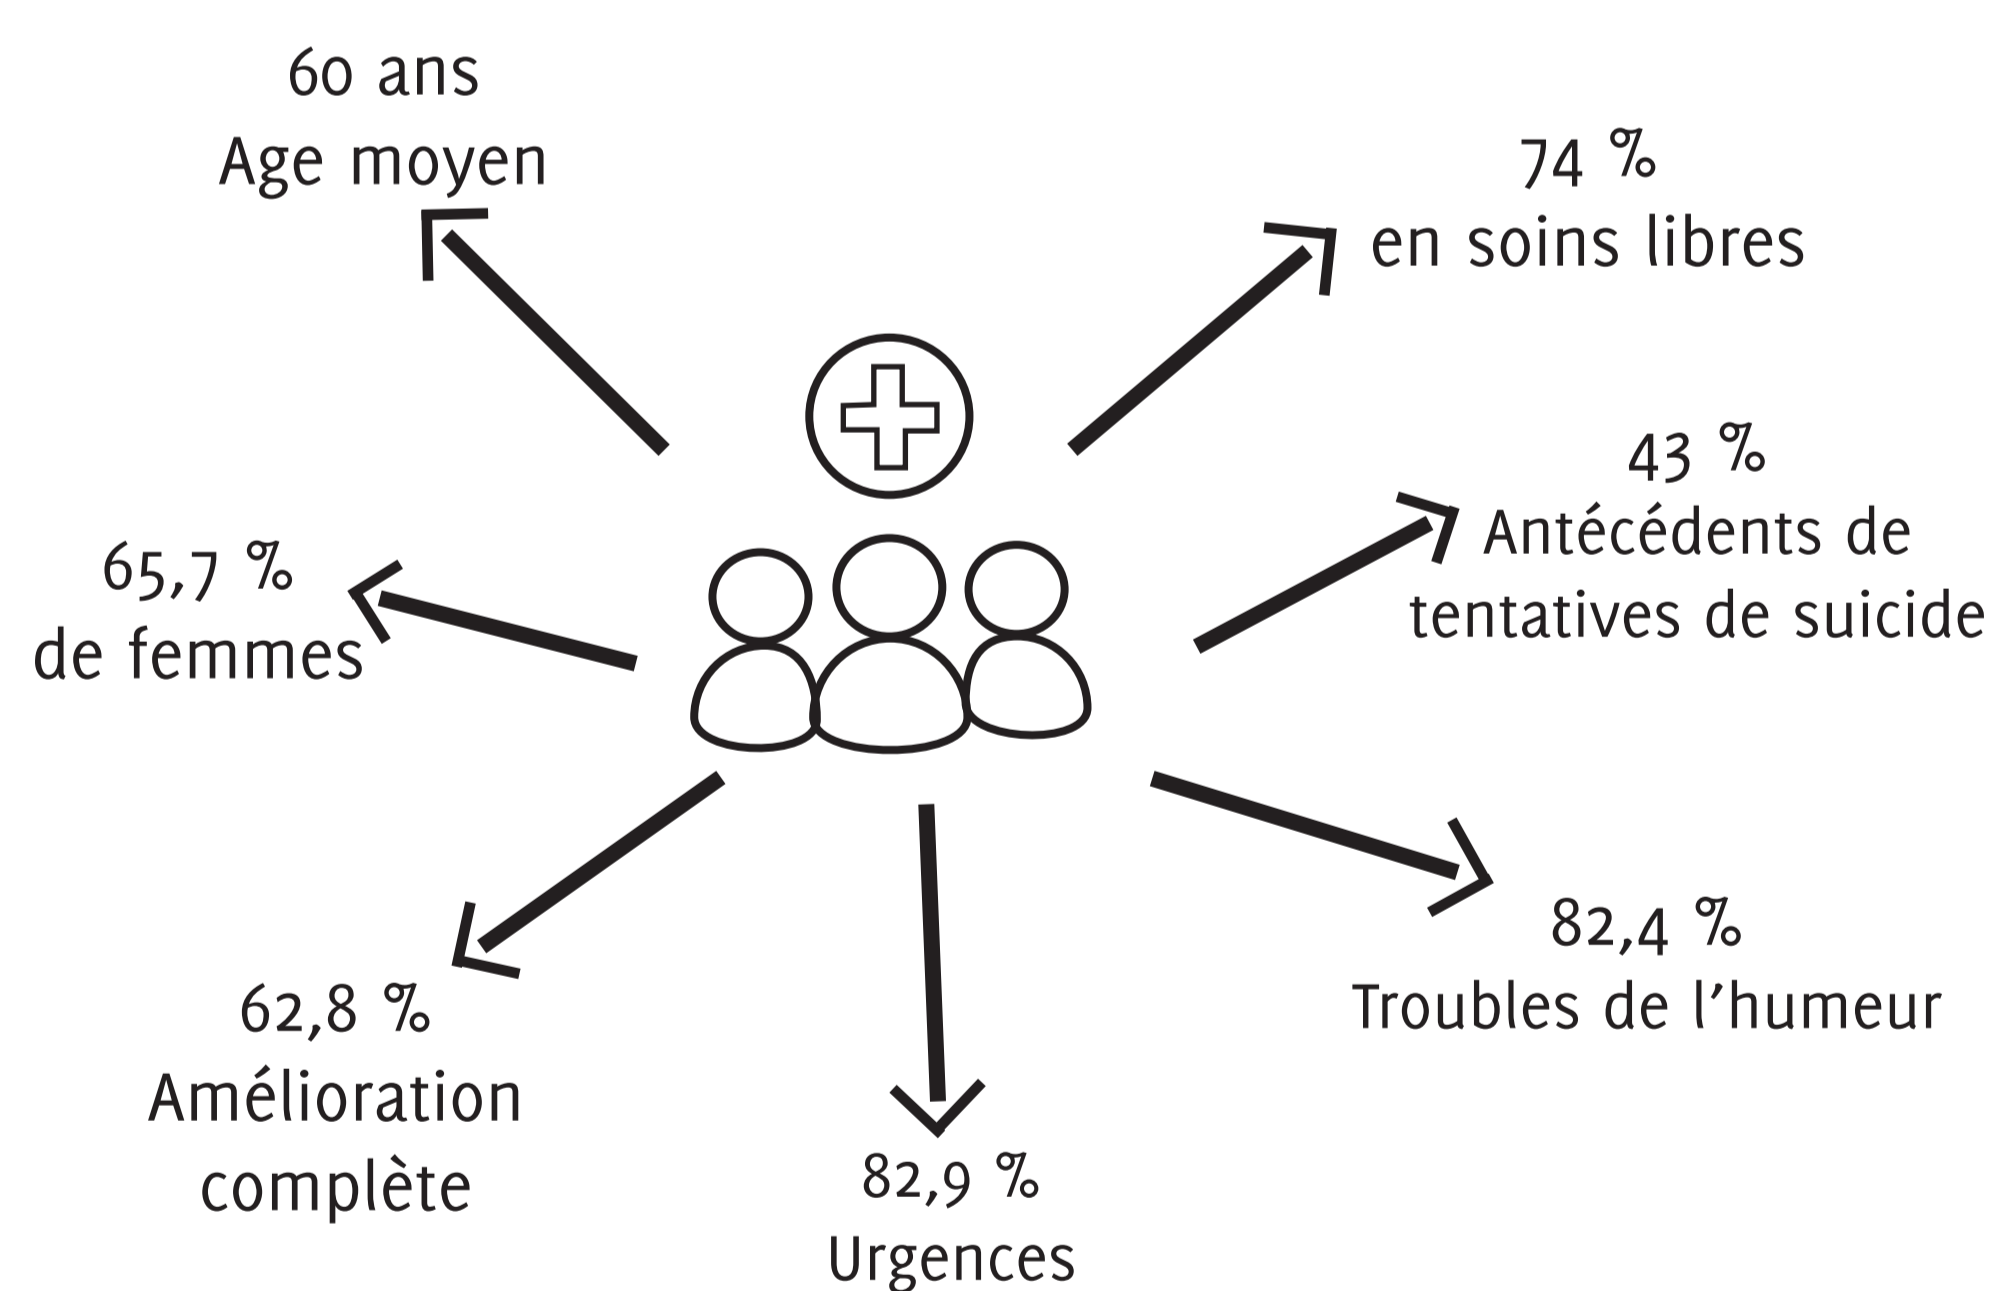 60 ans
Age moyen
74 %
en soins libres
43 %
Antécédents de
tentatives de suicide
65,7 %
de femmes
82,4 %
Troubles de l’humeur
62,8 %
Amélioration
complète
82,9 %
Urgences